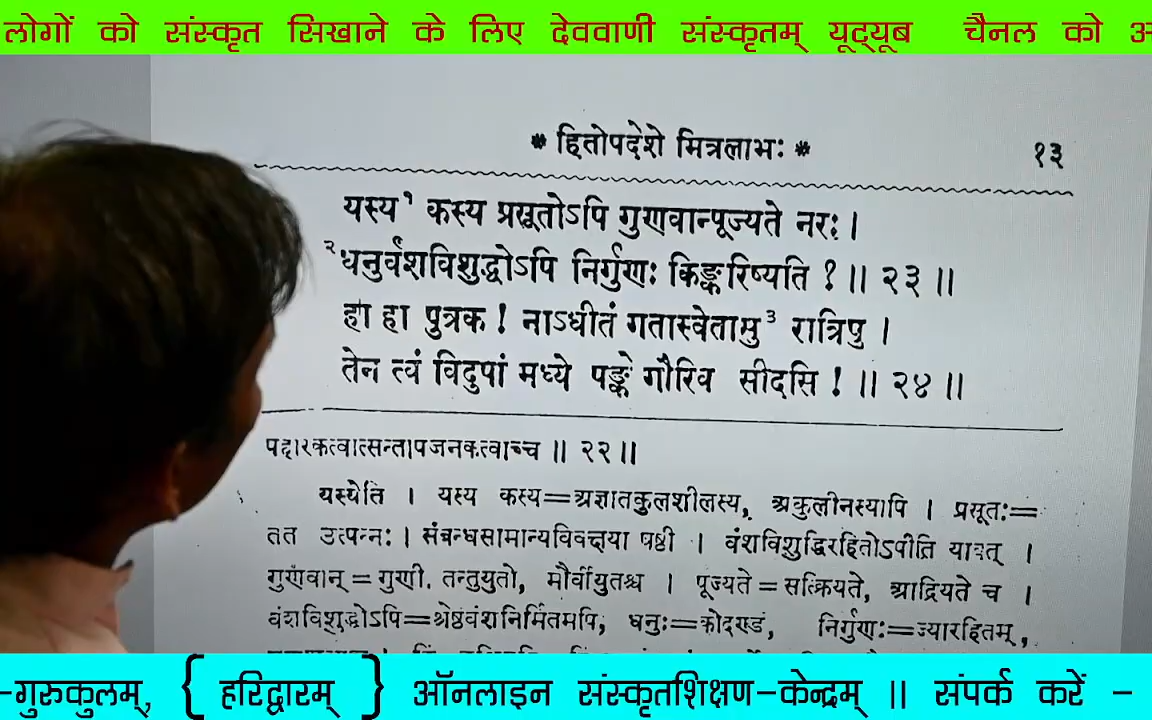 लोगों को संस्कृत सिखाने के लिए देववाणी संस्कृतम् यूट्यूब चैनल को
* हितोपदेशे मित्रलाभः * १३
यस्य१ कस्य प्रसूतोऽपि गुणवान्पूज्यते नरः ।
२धनुर्वंशविशुद्धोऽपि निर्गुणः किङ्करिष्यति ? ॥ २३ ॥
हा हा पुत्रक ! नाऽधीतं गतास्वेतासु३ रात्रिषु ।
तेन त्वं विदुषां मध्ये पङ्के गौरिव सीदसि ! ॥ २४ ॥
पहारकत्वात्सन्तापजनकत्वाच्च ॥ २२ ॥
यस्येति । यस्य कस्य=अज्ञातकुलशीलस्य, अकुलीनस्यापि । प्रसूतः=
तत उत्पन्नः । संबन्धसामान्यविवक्षया षष्ठी । वंशविशुद्धिरहितोऽपीति यावत् ।
गुणवान्=गुणी. तन्तुयुतो, मौर्वीयुतश्च । पूज्यते=सत्क्रियते, आद्रियते च ।
वंशविशुद्धोऽपि=श्रेष्ठवंशनिर्मितमपि, धनुः=कोदण्डं, निर्गुणः=ज्यारहितम्,
-गुरुकुलम्, { हरिद्वारम् } ऑनलाइन संस्कृतशिक्षण-केन्द्रम् ॥ संपर्क करें -